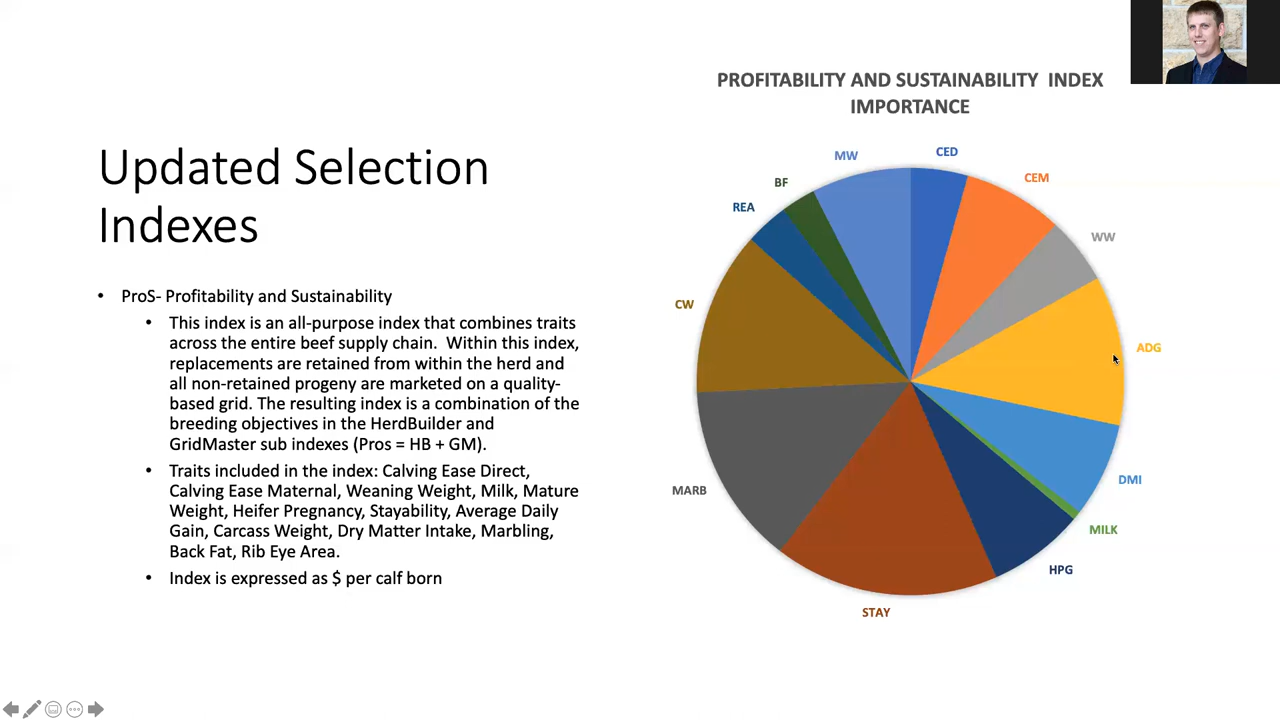 Updated Selection
Indexes
• ProS- Profitability and Sustainability
• This index is an all-purpose index that combines traits
across the entire beef supply chain. Within this index,
replacements are retained from within the herd and
all non-retained progeny are marketed on a quality-
based grid. The resulting index is a combination of the
breeding objectives in the HerdBuilder and
GridMaster sub indexes (Pros = HB + GM).
• Traits included in the index: Calving Ease Direct,
Calving Ease Maternal, Weaning Weight, Milk, Mature
Weight, Heifer Pregnancy, Stayability, Average Daily
Gain, Carcass Weight, Dry Matter Intake, Marbling,
Back Fat, Rib Eye Area.
• Index is expressed as $ per calf born
PROFITABILITY AND SUSTAINABILITY INDEX
IMPORTANCE
CED
CEM
WW
ADG
DMI
MILK
HPG
STAY
MARB
CW
REA
BF
MW